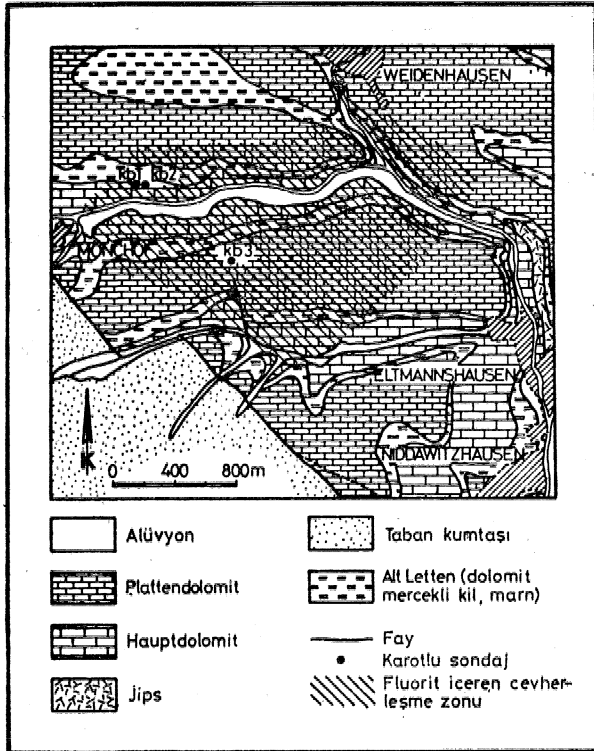 WEIDENHAUSEN
kb1 kb2
MÖNCHOF
kb3
ELTMANNSHAUSEN
NIDDAWITZHAUSEN
K
0 400 800m
Alüvyon
Plattendolomit
Hauptdolomit
Jips
Taban kumtaşı
Alt Letten (dolomit
mercekli kil, marn)
Fay
Karotlu sondaj
Fluorit iceren cevher-
leşme zonu